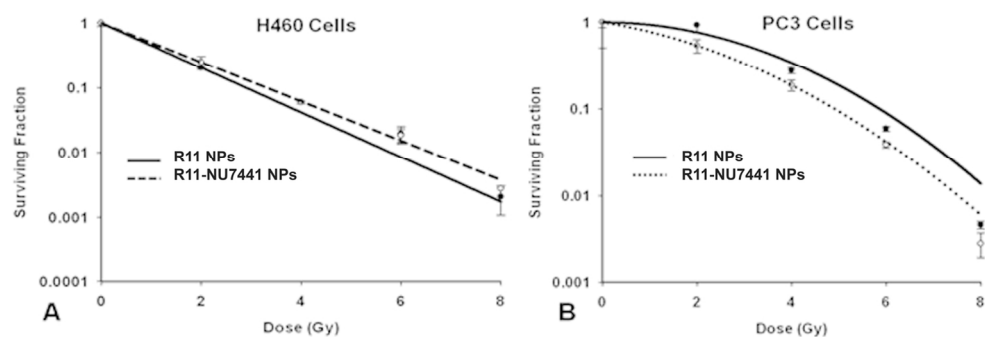 H460 Cells
1
0.1
0.01
0.001
0.0001
Surviving Fraction
R11 NPs
R11-NU7441 NPs
0 2 4 6 8
Dose (Gy)
A
PC3 Cells
1
0.1
0.01
0.001
Surviving Fraction
R11 NPs
R11-NU7441 NPs
0 2 4 6 8
Dose (Gy)
B